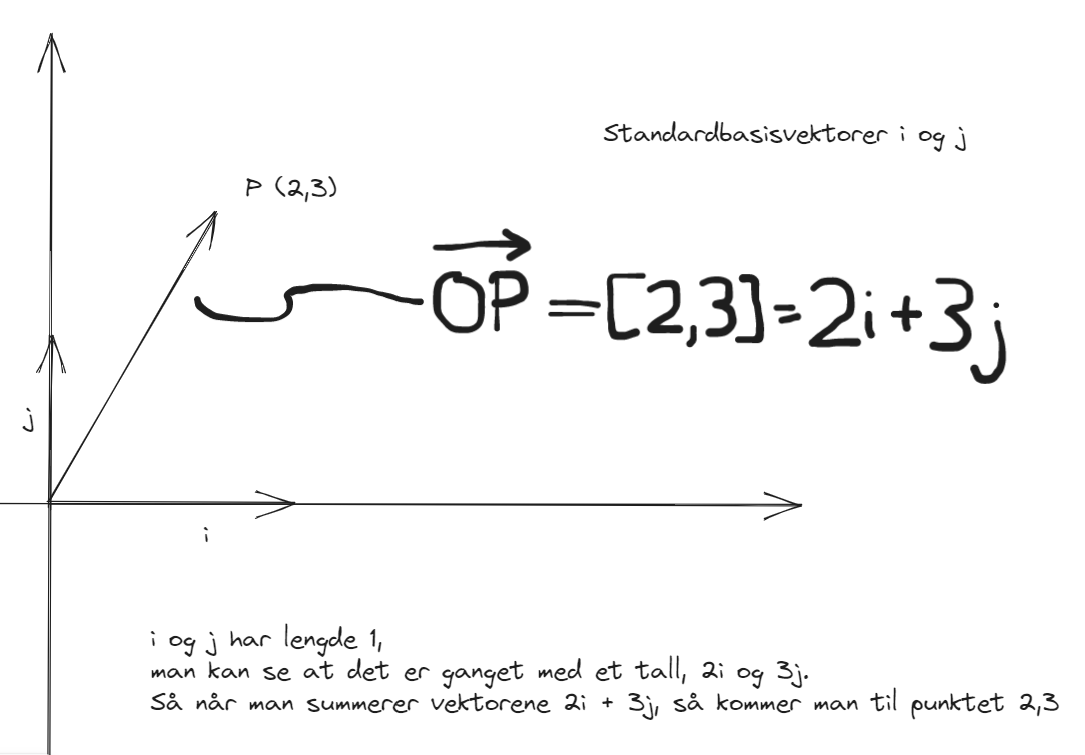 Standardbasisvektorer i og j
P (2,3)
OP = [2,3] = 2i + 3j
j
i
i og j har lengde 1,
man kan se at det er ganget med et tall, 2i og 3j.
Så når man summerer vektorene 2i + 3j, så kommer man til punktet 2,3